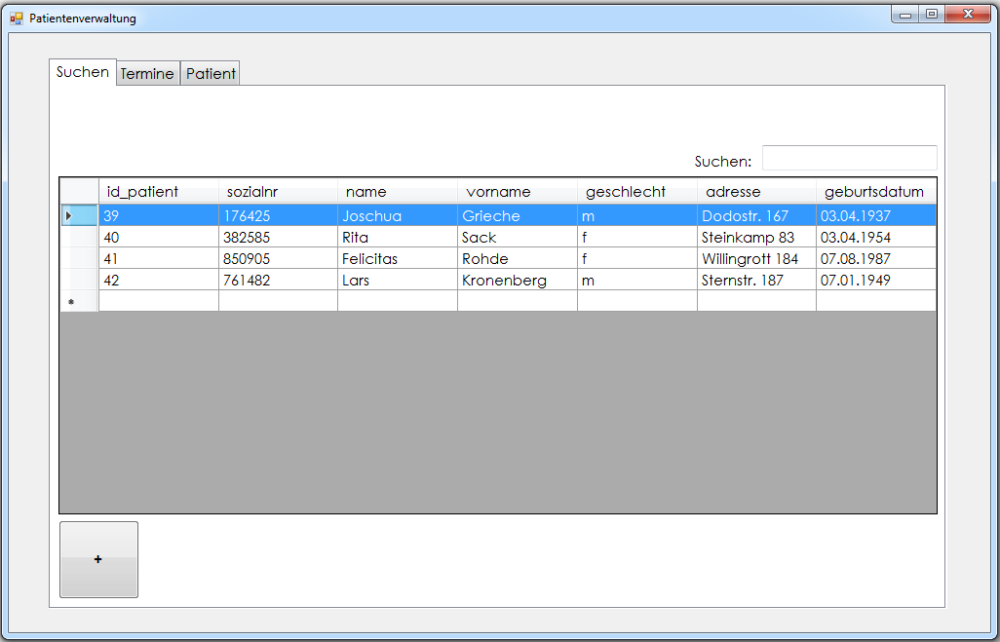 Patientenverwaltung
Suchen Termine Patient
Suchen:
id_patient sozialnr name vorname geschlecht adresse geburtsdatum
39 176425 Joschua Grieche m Dodostr. 167 03.04.1937
40 382585 Rita Sack f Steinkamp 83 03.04.1954
41 850905 Felicitas Rohde f Willingrott 184 07.08.1987
42 761482 Lars Kronenberg m Sternstr. 187 07.01.1949
*
+